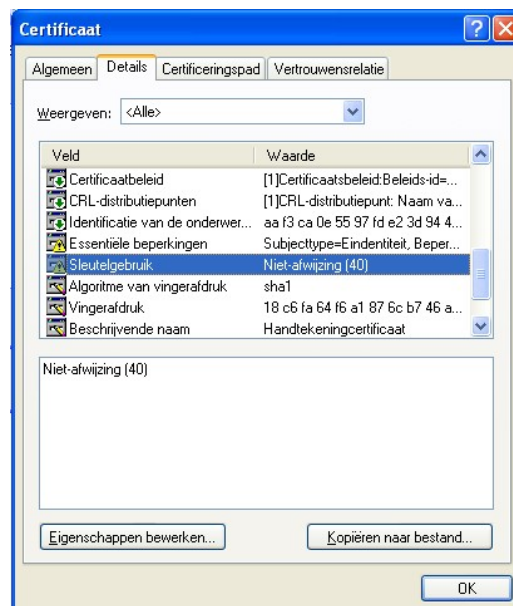 Certificaat
Algemeen Details Certificeringspad Vertrouwensrelatie
Weergeven: <Alle>
Veld Waarde
Certificaatbeleid [1]Certificaatsbeleid:Beleids-id=...
CRL-distributiepunten [1]CRL-distributiepunt: Naam va...
Identificatie van de onderwer... aa f3 ca 0e 55 97 fd e2 3d 94 4...
Essentiële beperkingen Subjecttype=Eindentiteit, Beper...
Sleutelgebruik Niet-afwijzing (40)
Algoritme van vingerafdruk sha1
Vingerafdruk 18 c6 fa 64 f6 a1 87 6c b7 46 a...
Beschrijvende naam Handtekeningcertificaat
Niet-afwijzing (40)
Eigenschappen bewerken... Kopiëren naar bestand...
OK